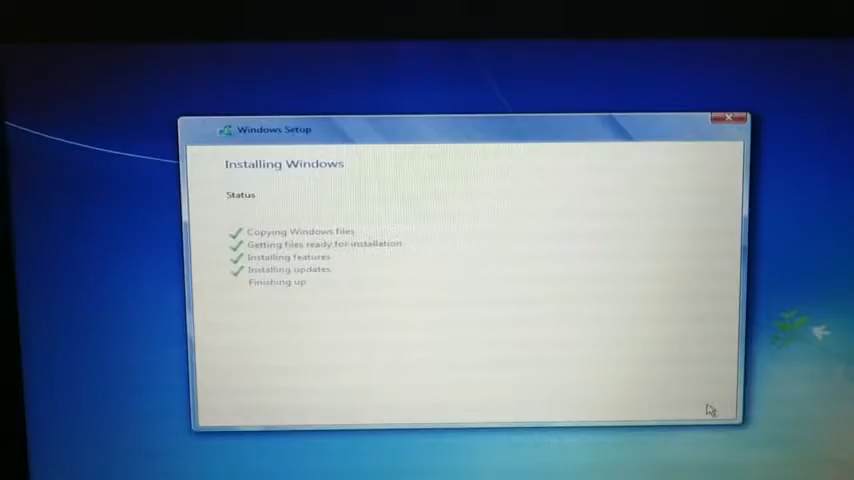 Windows Setup
Installing Windows
Status
Copying Windows files
Getting files ready for installation
Installing features
Installing updates
Finishing up